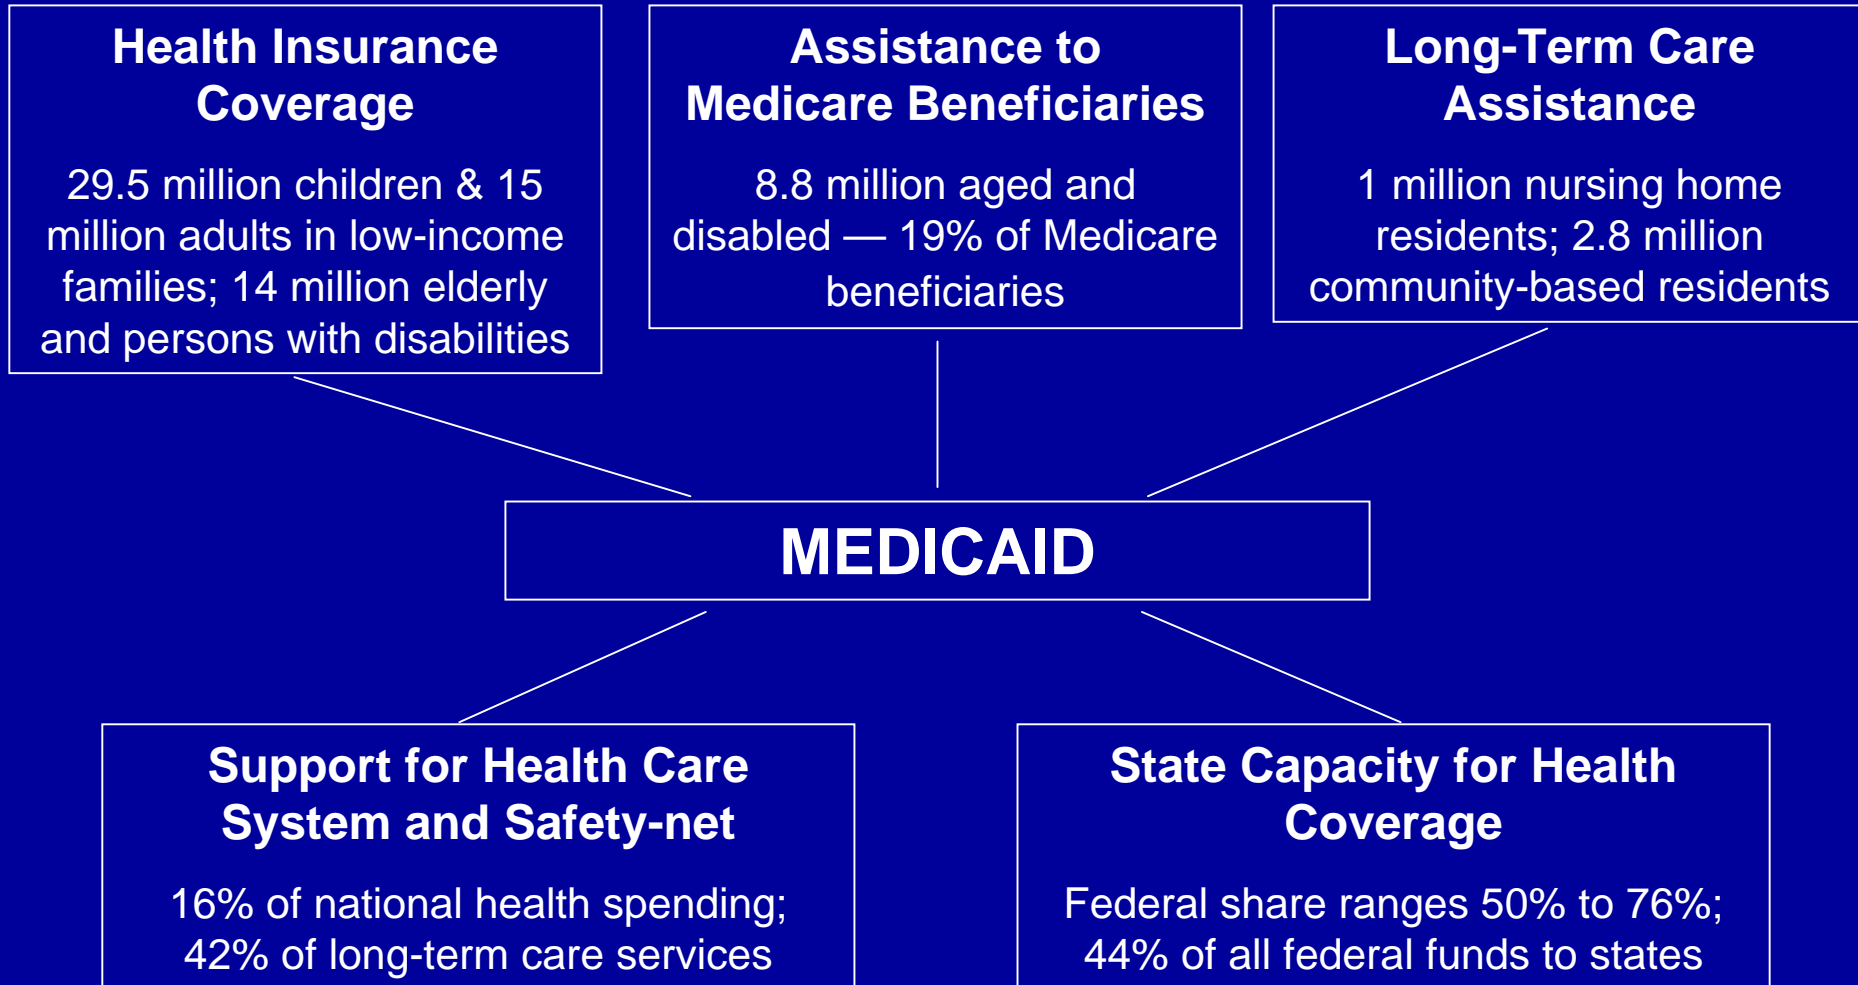 Health Insurance
Coverage
29.5 million children & 15
million adults in low-income
families; 14 million elderly
and persons with disabilities
Assistance to
Medicare Beneficiaries
8.8 million aged and
disabled — 19% of Medicare
beneficiaries
Long-Term Care
Assistance
1 million nursing home
residents; 2.8 million
community-based residents
MEDICAID
Support for Health Care
System and Safety-net
16% of national health spending;
42% of long-term care services
State Capacity for Health
Coverage
Federal share ranges 50% to 76%;
44% of all federal funds to states